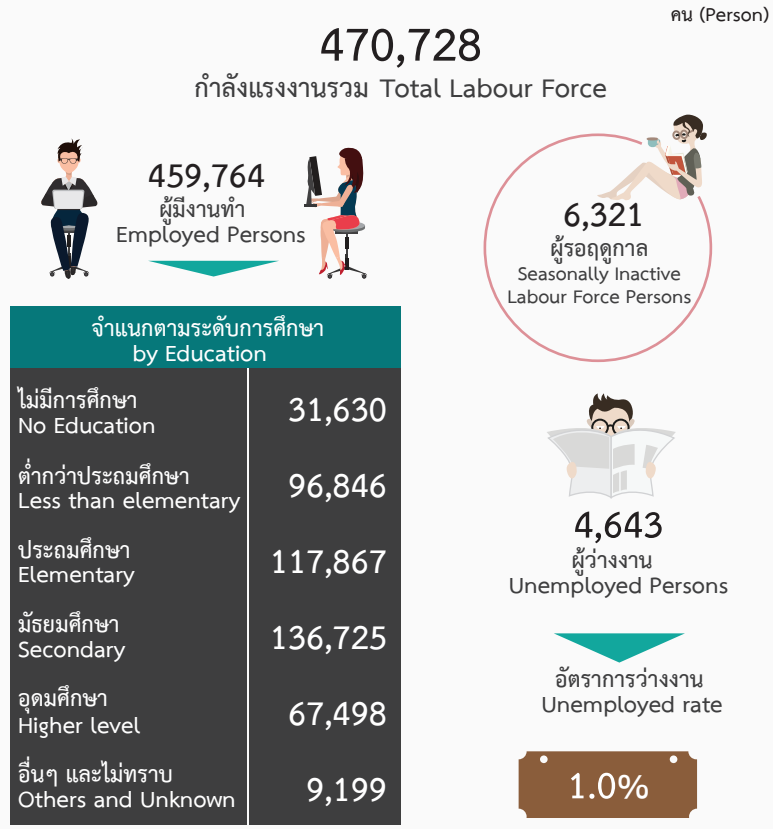 คน (Person)
470,728
กำลังแรงงานรวม Total Labour Force
459,764
ผู้มีงานทำ
Employed Persons
6,321
ผู้รอฤดูกาล
Seasonally Inactive
Labour Force Persons
จำแนกตามระดับการศึกษา
by Education
ไม่มีการศึกษา
No Education
31,630
ต่ำกว่าประถมศึกษา
Less than elementary
96,846
ประถมศึกษา
Elementary
117,867
มัธยมศึกษา
Secondary
136,725
อุดมศึกษา
Higher level
67,498
อื่นๆ และไม่ทราบ
Others and Unknown
9,199
4,643
ผู้ว่างงาน
Unemployed Persons
อัตราการว่างงาน
Unemployed rate
1.0%